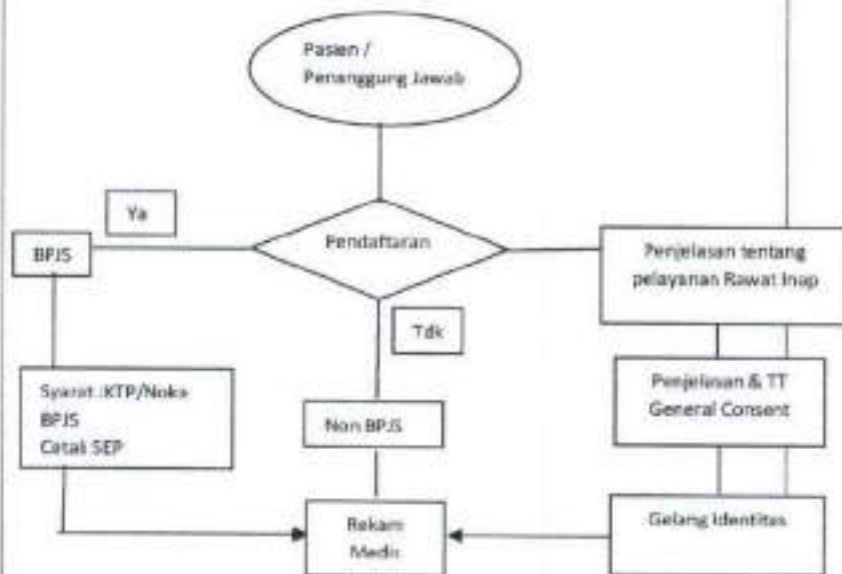 Pasien /
Penanggung Jawab
Ya
Pendaftaran
BPJS
Penjelasan tentang
pelayanan Rawat Inap
Tdk
Syarat :KTP/Noka
BPJS
Cetak SEP
Penjelasan & TT
General Consent
Non BPJS
Rekam
Medis
Gelang Identitas